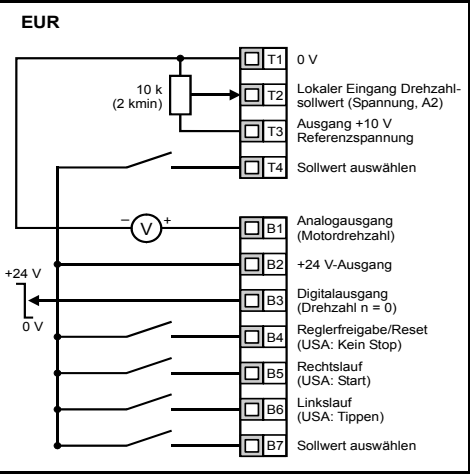 EUR
T1 0 V
10 k
(2 kmin)
T2 Lokaler Eingang Drehzahl-
sollwert (Spannung, A2)
T3 Ausgang +10 V
Referenzspannung
T4 Sollwert auswählen
– V +
B1 Analogausgang
(Motordrehzahl)
B2 +24 V-Ausgang
+24 V
0 V
B3 Digitalausgang
(Drehzahl n = 0)
B4 Reglerfreigabe/Reset
(USA: Kein Stop)
B5 Rechtslauf
(USA: Start)
B6 Linkslauf
(USA: Tippen)
B7 Sollwert auswählen